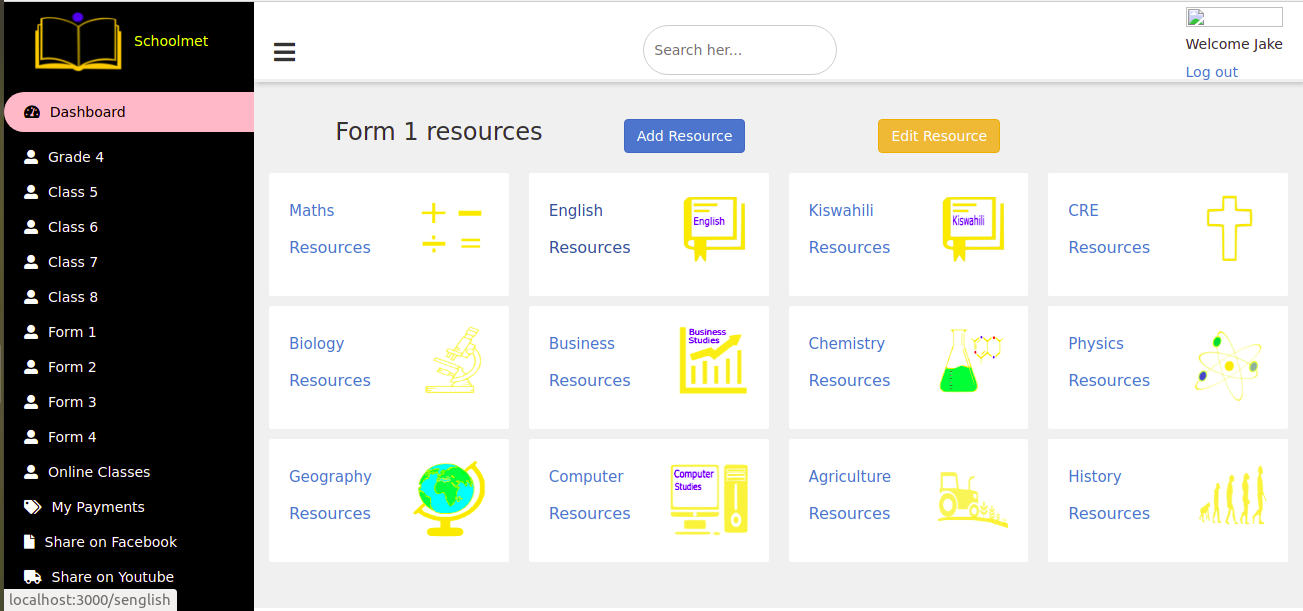 Schoolmet
Search her...
Welcome Jake
Log out
Dashboard
Grade 4
Class 5
Class 6
Class 7
Class 8
Form 1
Form 2
Form 3
Form 4
Online Classes
My Payments
Share on Facebook
Share on Youtube
localhost:3000/senglish
Form 1 resources
Add Resource
Edit Resource
Maths
Resources
English
Resources
English
Kiswahili
Resources
Kiswahili
CRE
Resources
Biology
Resources
Business
Resources
Business
Studies
Chemistry
Resources
Physics
Resources
Geography
Resources
Computer
Resources
Computer
Studies
Agriculture
Resources
History
Resources